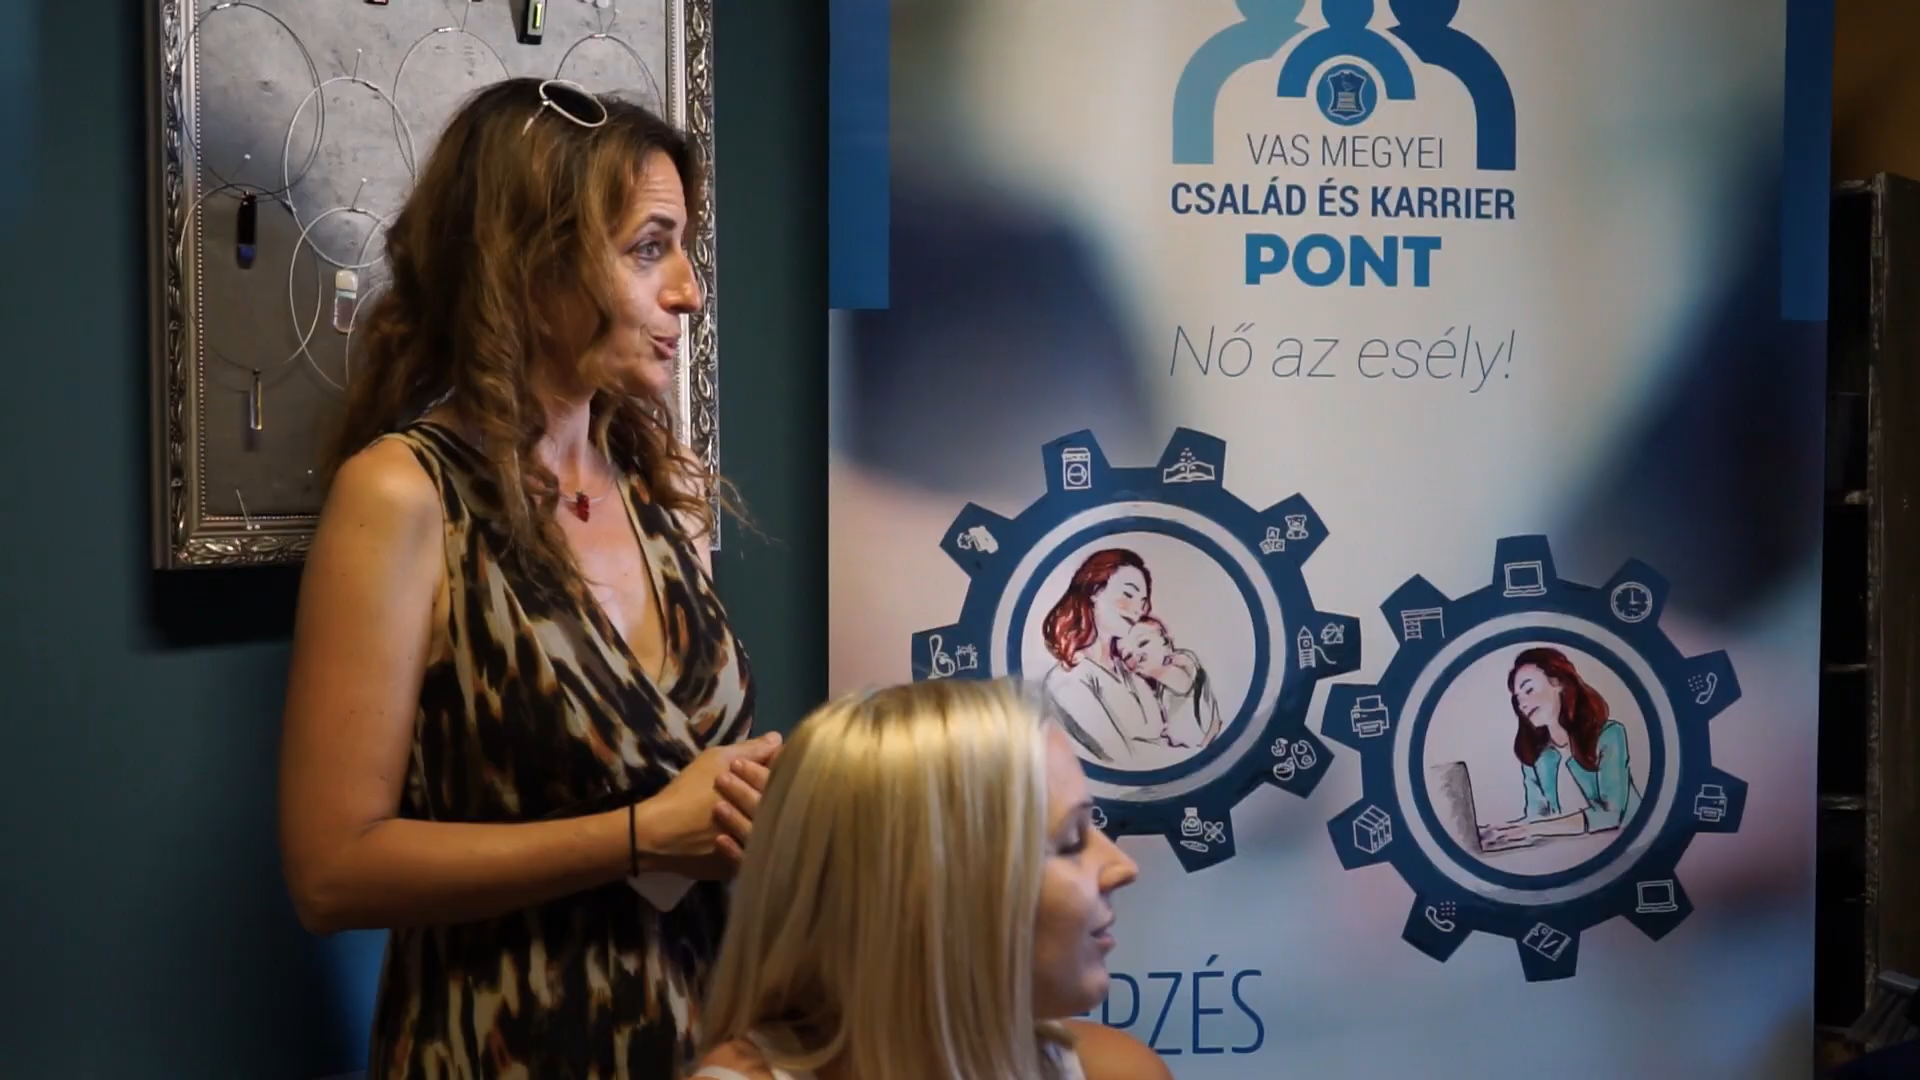 VAS MEGYEI
CSALÁD ÉS KARRIER
PONT
Nő az esély!